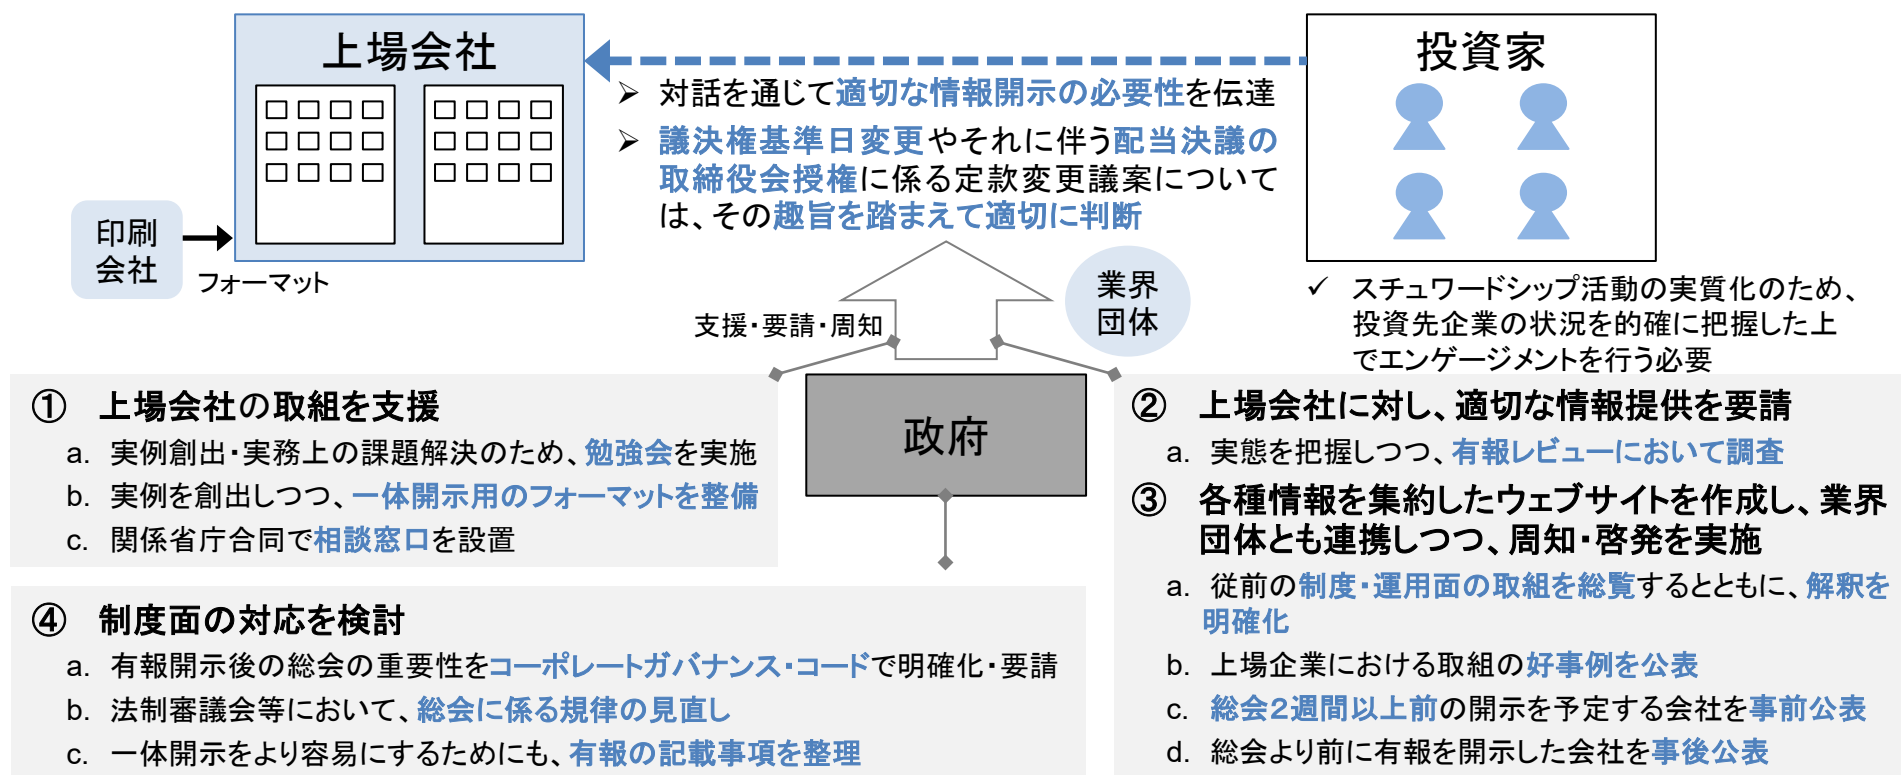 上場会社
投資家
➢ 対話を通じて適切な情報開示の必要性を伝達
➢ 議決権基準日変更やそれに伴う配当決議の
取締役会授権に係る定款変更議案について
は、その趣旨を踏まえて適切に判断
印刷
会社
フォーマット
業界
団体
支援・要請・周知
✓ スチュワードシップ活動の実質化のため、
投資先企業の状況を的確に把握した上
でエンゲージメントを行う必要
政府
① 上場会社の取組を支援
a. 実例創出・実務上の課題解決のため、勉強会を実施
b. 実例を創出しつつ、一体開示用のフォーマットを整備
c. 関係省庁合同で相談窓口を設置
② 上場会社に対し、適切な情報提供を要請
a. 実態を把握しつつ、有報レビューにおいて調査
③ 各種情報を集約したウェブサイトを作成し、業界
団体とも連携しつつ、周知・啓発を実施
a. 従前の制度・運用面の取組を総覧するとともに、解釈を
明確化
b. 上場企業における取組の好事例を公表
c. 総会２週間以上前の開示を予定する会社を事前公表
d. 総会より前に有報を開示した会社を事後公表
④ 制度面の対応を検討
a. 有報開示後の総会の重要性をコーポレートガバナンス・コードで明確化・要請
b. 法制審議会等において、総会に係る規律の見直し
c. 一体開示をより容易にするためにも、有報の記載事項を整理